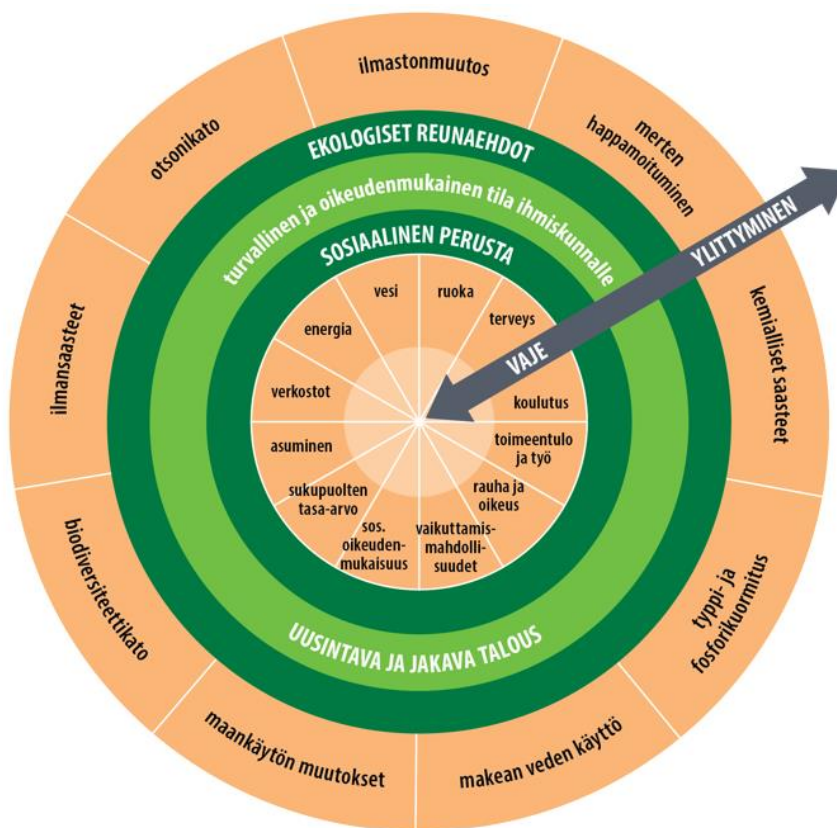 ilmastonmuutos
merten
happamoituminen
kemialliset saasteet
typpi- ja
fosforikuormitus
makean veden käyttö
maankäytön muutokset
biodiversiteettikato
ilmansaasteet
otsonikato
EKOLOGISET REUNAEHDOT
turvallinen ja oikeudenmukainen tila ihmiskunnalle
SOSIAALINEN PERUSTA
YLITTYMINEN
VAJE
vesi
ruoka
terveys
koulutus
toimeentulo
ja työ
rauha ja
oikeus
vaikuttamis-
mahdolli-
suudet
sos.
oikeuden-
mukaisuus
sukupuolten
tasa-arvo
asuminen
verkostot
energia
UUSINTAVA JA JAKAVA TALOUS